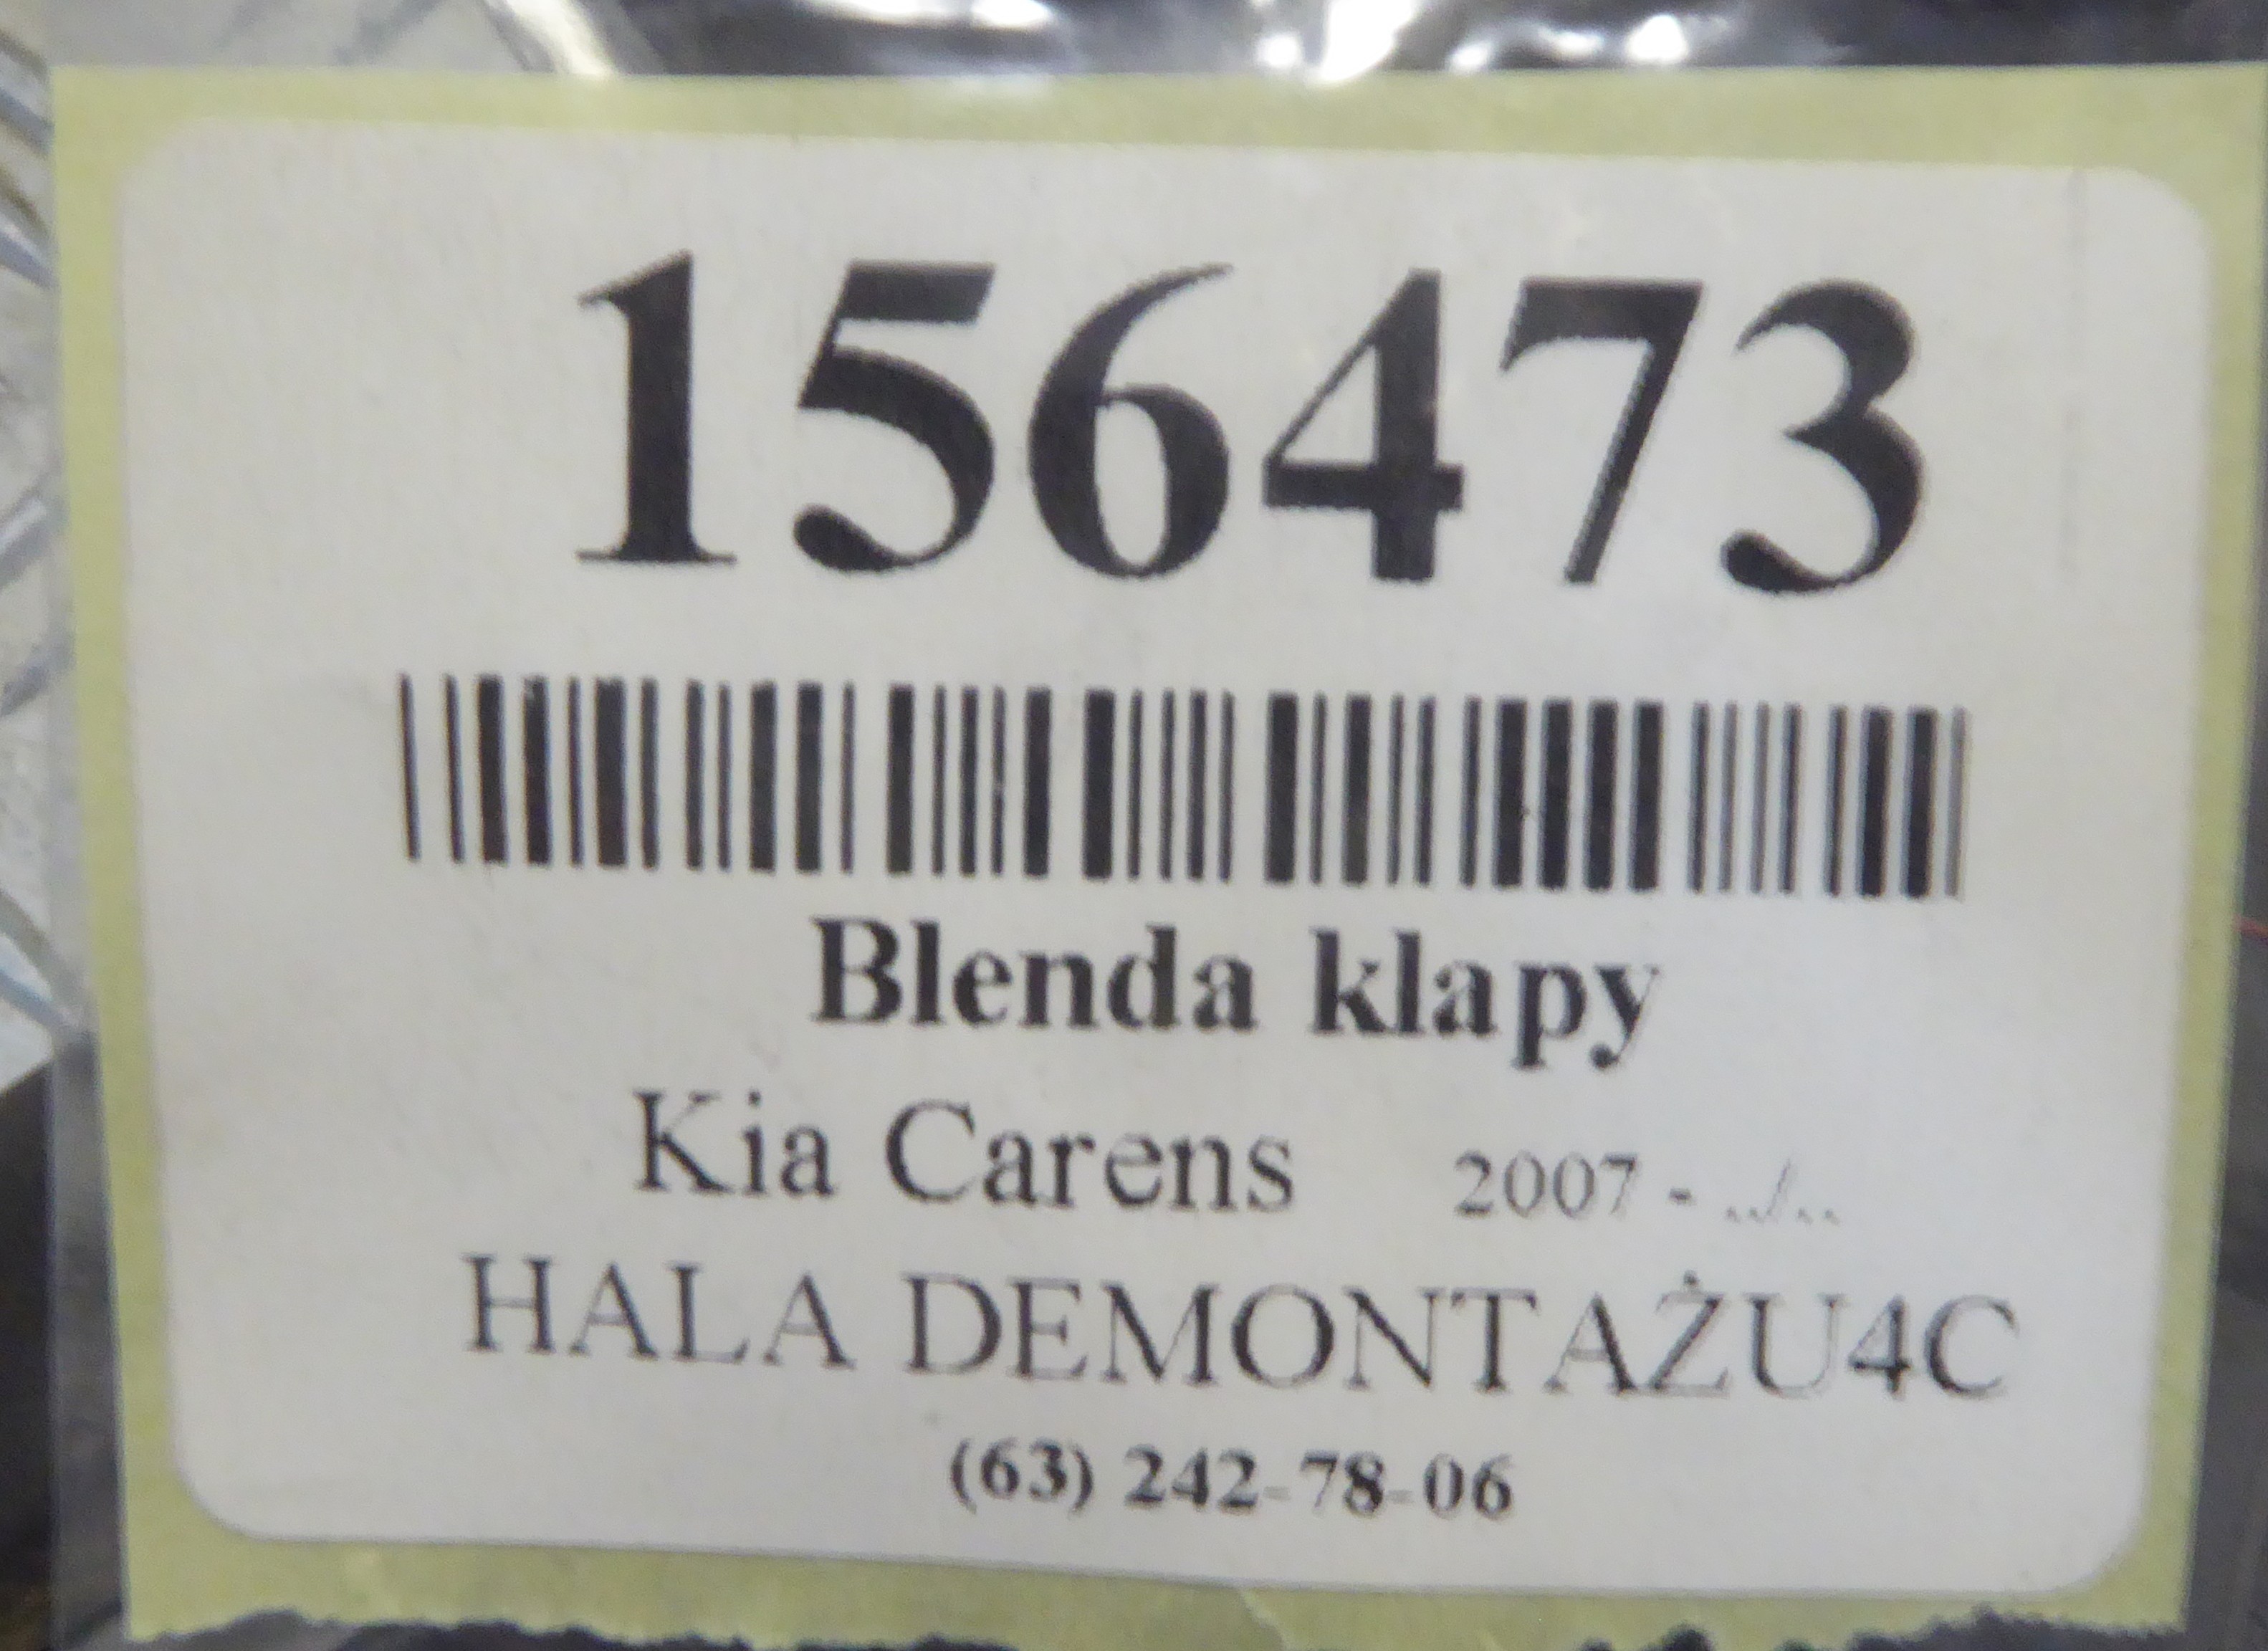 156473
Blenda klapy
Kia Carens 2007 -
HALA DEMONTAŻU4C
(63) 242-78-06